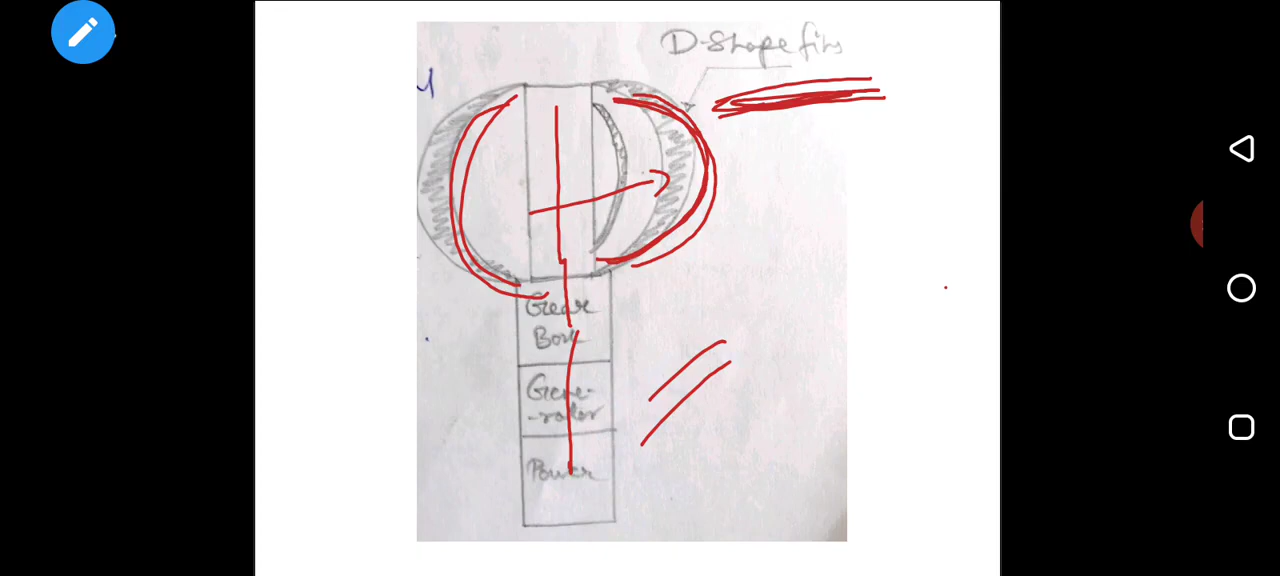 D-Shape fins
Gear
Box
Gene-
-rator
Power